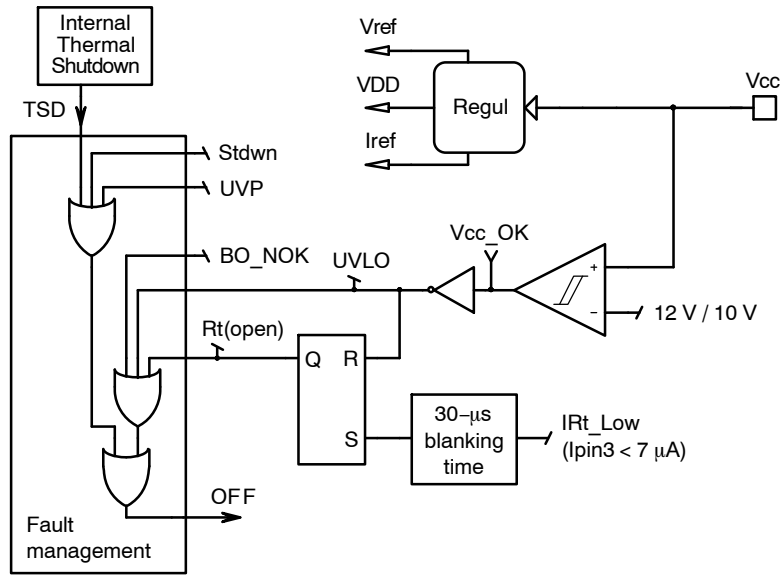 Internal
Thermal
Shutdown
TSD
Vref
VDD
Iref
Regul
Vcc
Stdwn
UVP
BO_NOK
UVLO
Vcc_OK
+
−
12 V / 10 V
Rt(open)
Q R
S
30−μs
blanking
time
IRt_Low
(Ipin3 < 7 μA)
OFF
Fault
management